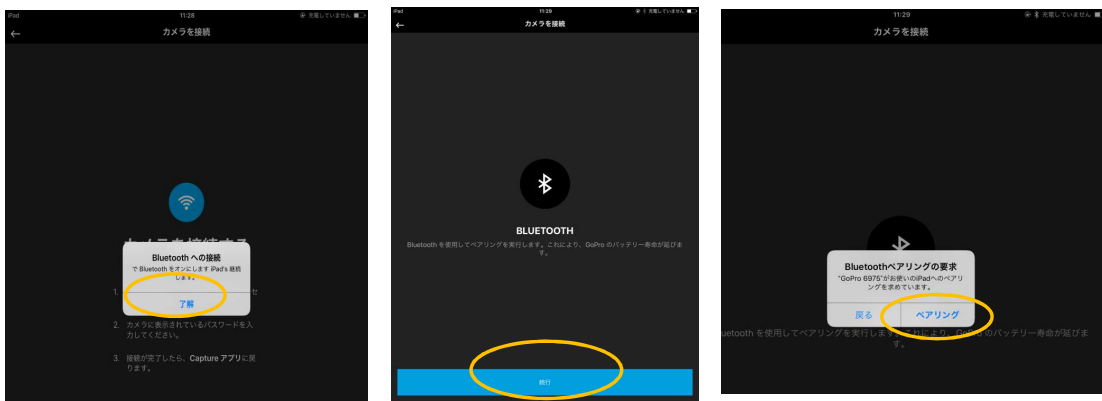 iPad
11:28
充電していません
←
カメラを接続
Bluetooth への接続
で Bluetooth をオンにします iPad's 継続
します。
1.
セ
了解
2. カメラに表示されているパスワードを入
力してください。
3. 接続が完了したら、Capture アプリに戻
ります。
iPad
11:29
充電していません
←
カメラを接続
BLUETOOTH
Bluetooth を使用してペアリングを実行します。これにより、GoPro のバッテリー寿命が延びま
す。
続行
11:29
充電していません
カメラを接続
Bluetoothペアリングの要求
"GoPro 6975"がお使いのiPadへのペアリ
ングを求めています。
戻る
ペアリング
uetooth を使用してペアリングを実行します。これにより、GoPro のバッテリー寿命が延びま
す。